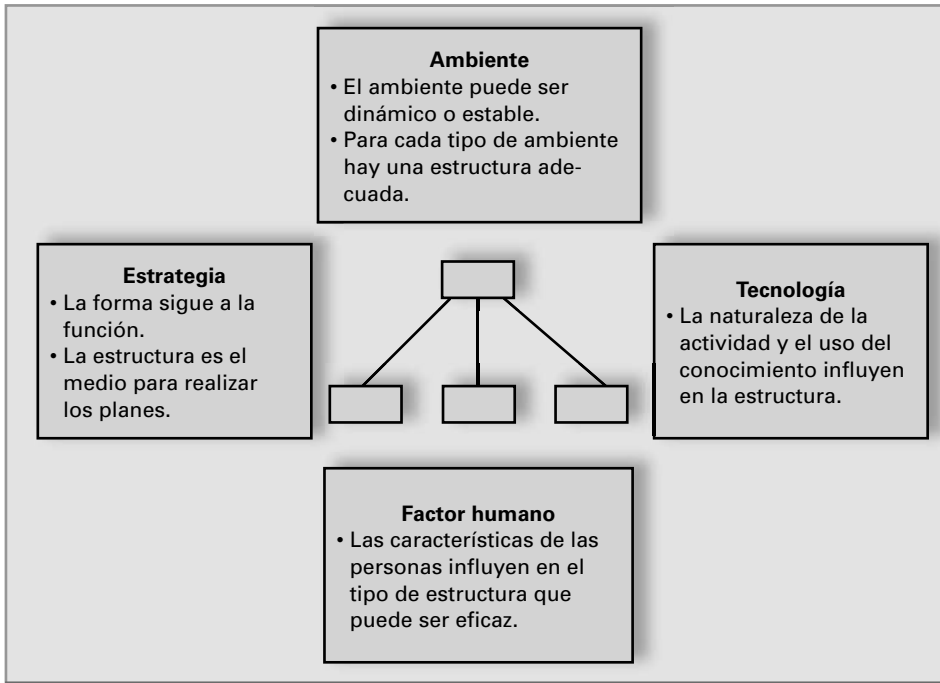 Ambiente
• El ambiente puede ser
dinámico o estable.
• Para cada tipo de ambiente
hay una estructura ade-
cuada.
Estrategia
• La forma sigue a la
función.
• La estructura es el
medio para realizar
los planes.
Tecnología
• La naturaleza de la
actividad y el uso del
conocimiento influyen
en la estructura.
Factor humano
• Las características de las
personas influyen en el
tipo de estructura que
puede ser eficaz.